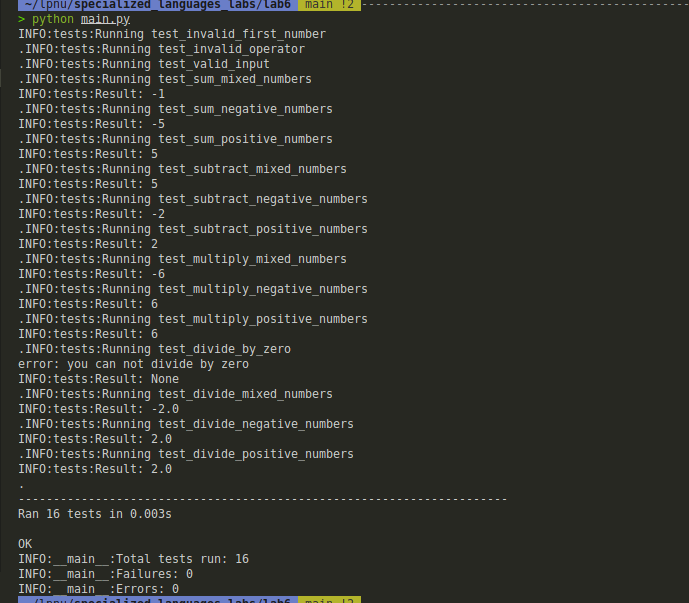 ~/lpnu/specialized_languages_labs/lab6 main !2
> python main.py
INFO:tests:Running test_invalid_first_number
.INFO:tests:Running test_invalid_operator
.INFO:tests:Running test_valid_input
.INFO:tests:Running test_sum_mixed_numbers
INFO:tests:Result: -1
.INFO:tests:Running test_sum_negative_numbers
INFO:tests:Result: -5
.INFO:tests:Running test_sum_positive_numbers
INFO:tests:Result: 5
.INFO:tests:Running test_subtract_mixed_numbers
INFO:tests:Result: 5
.INFO:tests:Running test_subtract_negative_numbers
INFO:tests:Result: -2
.INFO:tests:Running test_subtract_positive_numbers
INFO:tests:Result: 2
.INFO:tests:Running test_multiply_mixed_numbers
INFO:tests:Result: -6
.INFO:tests:Running test_multiply_negative_numbers
INFO:tests:Result: 6
.INFO:tests:Running test_multiply_positive_numbers
INFO:tests:Result: 6
.INFO:tests:Running test_divide_by_zero
error: you can not divide by zero
INFO:tests:Result: None
.INFO:tests:Running test_divide_mixed_numbers
INFO:tests:Result: -2.0
.INFO:tests:Running test_divide_negative_numbers
INFO:tests:Result: 2.0
.INFO:tests:Running test_divide_positive_numbers
INFO:tests:Result: 2.0
.
----------------------------------------------------------------------
Ran 16 tests in 0.003s
OK
INFO:__main__:Total tests run: 16
INFO:__main__:Failures: 0
INFO:__main__:Errors: 0
~/lpnu/specialized_languages_labs/lab6 main !2